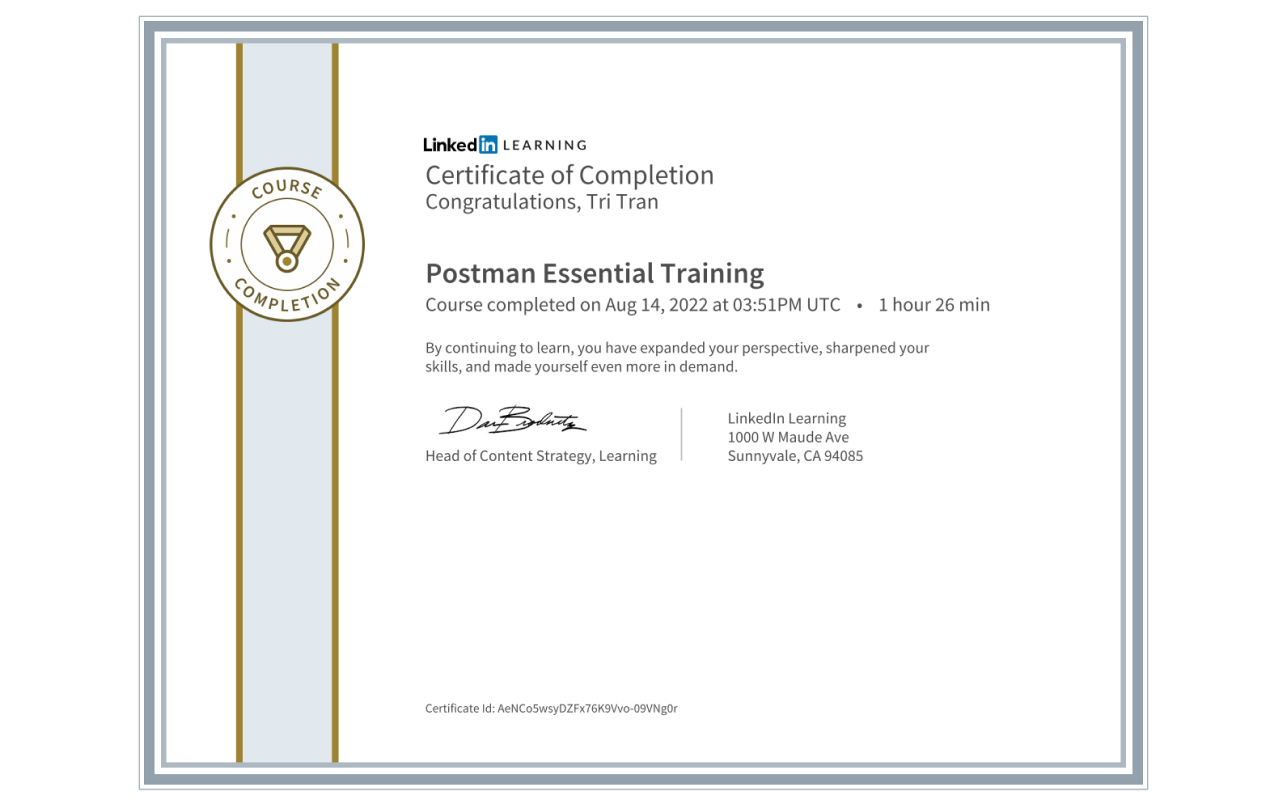 COURSE
COMPLETION
Linked in LEARNING
Certificate of Completion
Congratulations, Tri Tran
Postman Essential Training
Course completed on Aug 14, 2022 at 03:51PM UTC • 1 hour 26 min
By continuing to learn, you have expanded your perspective, sharpened your
skills, and made yourself even more in demand.
Head of Content Strategy, Learning
LinkedIn Learning
1000 W Maude Ave
Sunnyvale, CA 94085
Certificate Id: AeNCo5wsyDZFx76K9Vvo-09VNg0r